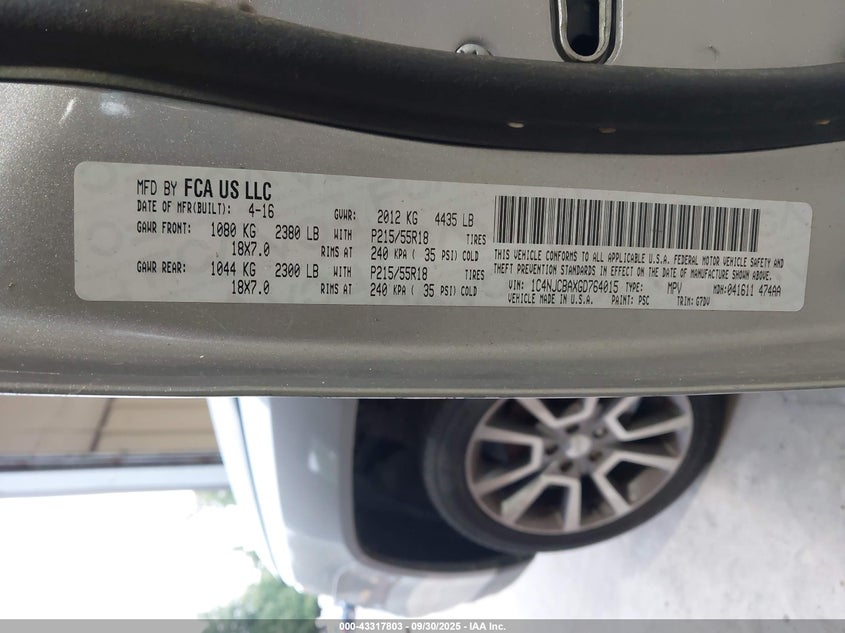 MFD BY FCA US LLC
DATE OF MFR(BUILT): 4-16 GVWR: 2012 KG 4435 LB
GAWR FRONT: 1080 KG 2380 LB WITH P215/55R18 TIRES
18X7.0 RIMS AT 240 KPA ( 35 PSI) COLD
GAWR REAR: 1044 KG 2300 LB WITH P215/55R18 TIRES
18X7.0 RIMS AT 240 KPA ( 35 PSI) COLD
THIS VEHICLE CONFORMS TO ALL APPLICABLE U.S.A. FEDERAL MOTOR VEHICLE SAFETY AND
THEFT PREVENTION STANDARDS IN EFFECT ON THE DATE OF MANUFACTURE SHOWN ABOVE.
VIN: 1C4NJCBAXGD764015 TYPE: MPV MDH: 041611 474AA
VEHICLE MADE IN U.S.A. PAINT: PSC TRIM: G7DV
000-43317803 - 09/30/2025 - IAA Inc.